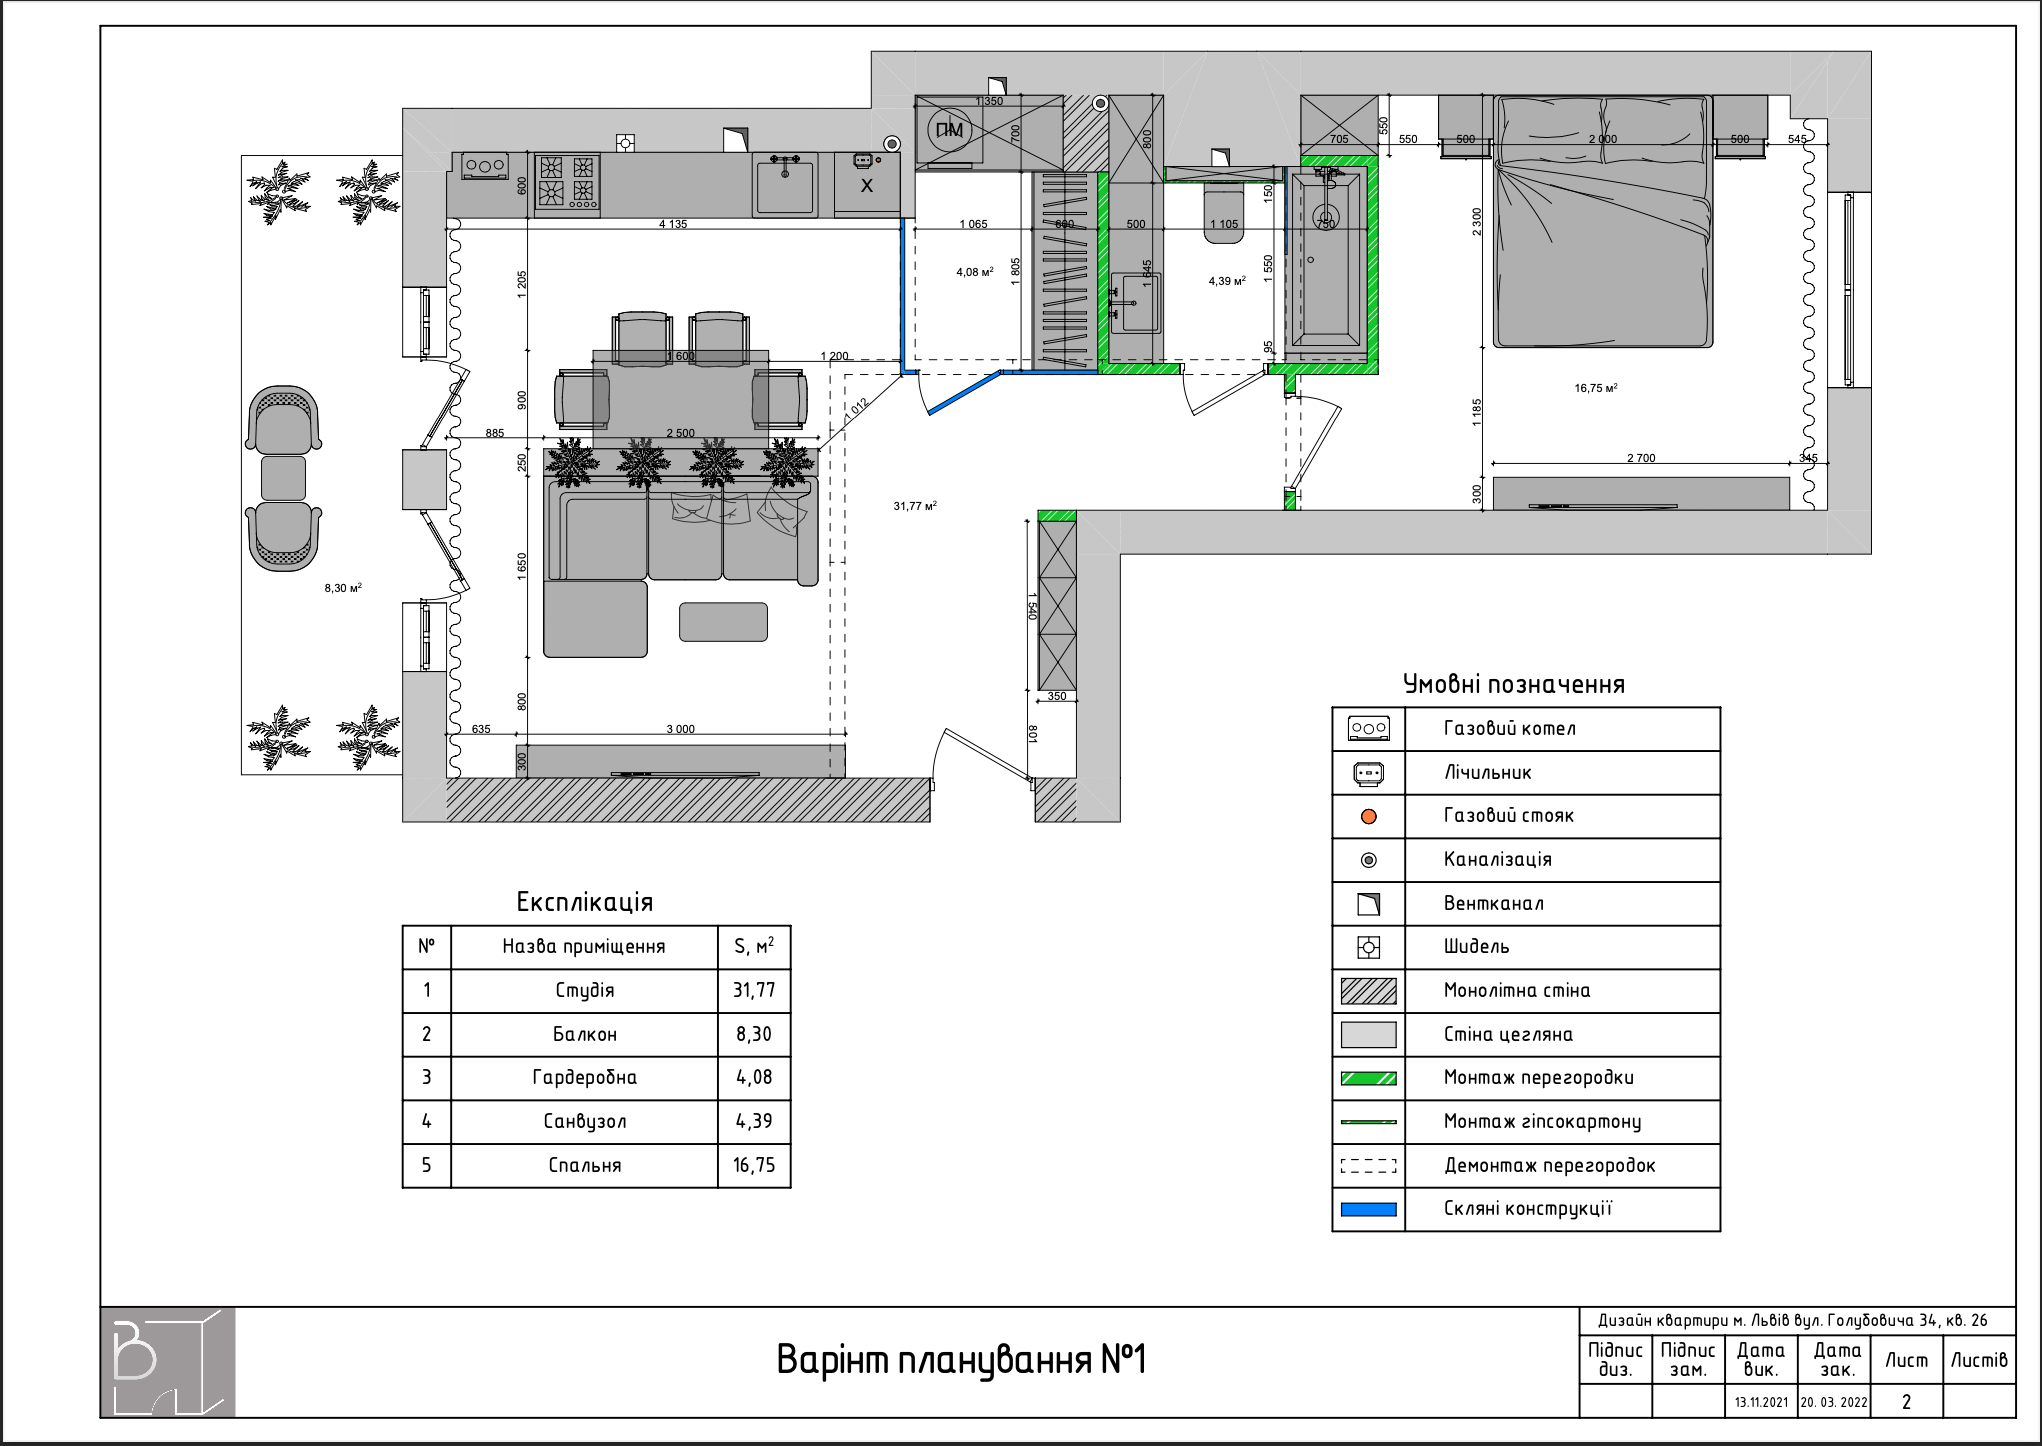 1 350
ПМ
700
800
705
550
550
500
2 000
500
545
600
X
150
4 135
1 065
600
500
1 105
750
2 300
4,08 м²
1 805
1 645
4,39 м²
1 550
1 205
95
1 600
1 200
900
1 012
16,75 м²
1 185
885
2 500
250
2 700
345
300
31,77 м²
1 650
8,30 м²
1 540
350
800
801
635
3 000
300
Умовні позначення
Газовий котел
Лічильник
Газовий стояк
Каналізація
Вентканал
Шидель
Монолітна стіна
Стіна цегляна
Монтаж перегородки
Монтаж гіпсокартону
Демонтаж перегородок
Скляні конструкції
Експлікація
№ Назва приміщення S, м²
1 Студія 31,77
2 Балкон 8,30
3 Гардеробна 4,08
4 Санвузол 4,39
5 Спальня 16,75
В
Варінт планування №1
Дизайн квартири м. Львів вул. Голубовича 34, кв. 26
Підпис диз. Підпис зам. Дата вик. Дата зак. Лист Листів
13.11.2021 20. 03. 2022 2